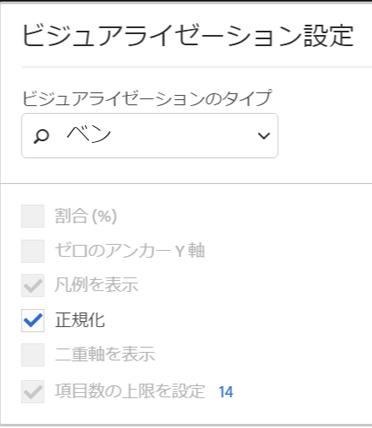 ビジュアライゼーション設定
ビジュアライゼーションのタイプ
ベン
割合 (%)
ゼロのアンカー Y 軸
凡例を表示
正規化
二重軸を表示
項目数の上限を設定 14